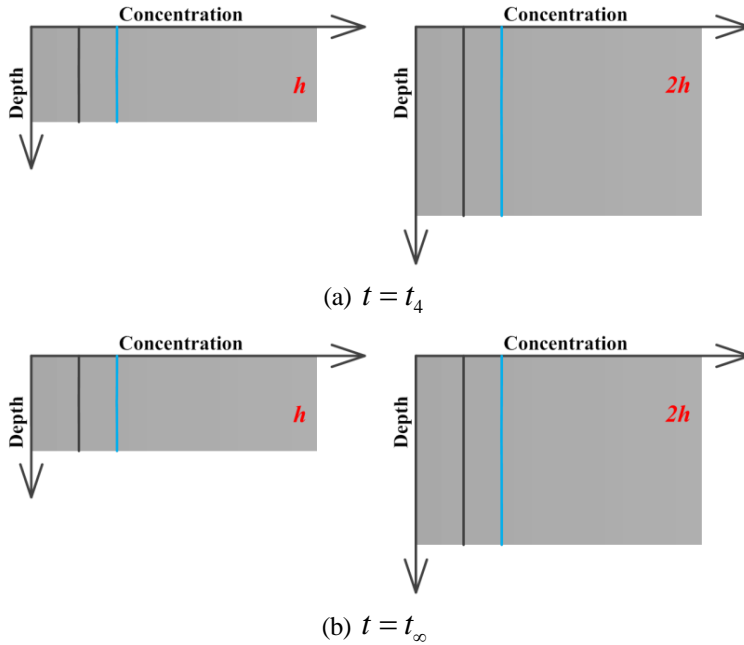 Concentration Concentration
Depth h Depth 2h
(a) t = t₄
Concentration Concentration
Depth h Depth 2h
(b) t = t∞